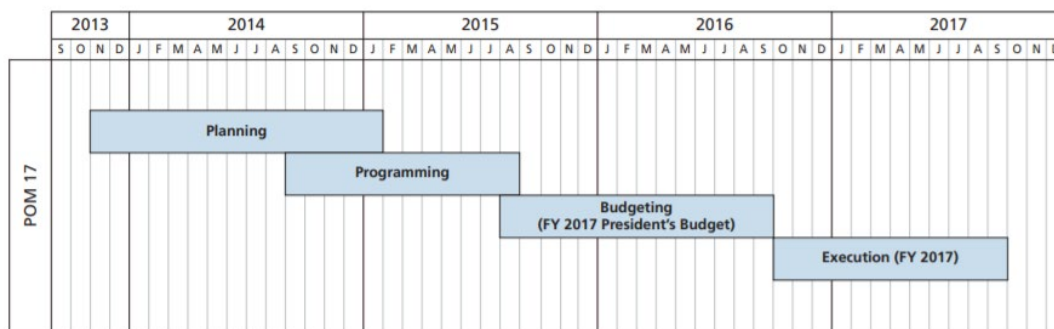 2013 2014 2015 2016 2017
S O N D J F M A M J J A S O N D J F M A M J J A S O N D J F M A M J J A S O N D J F M A M J J A S O N D
POM 17
Planning
Programming
Budgeting
(FY 2017 President's Budget)
Execution (FY 2017)